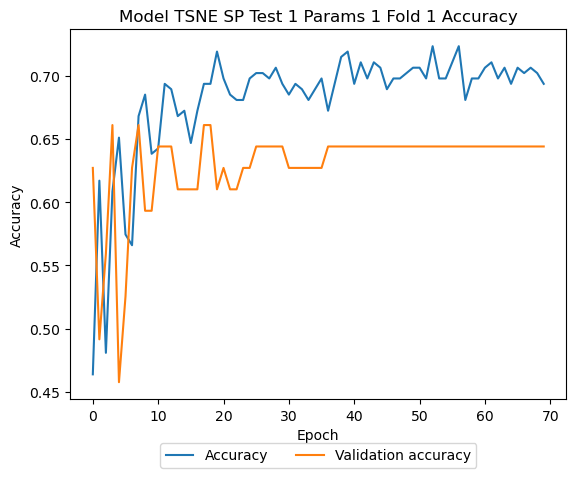 Model TSNE SP Test 1 Params 1 Fold 1 Accuracy
0.70
0.65
0.60
0.55
0.50
0.45
Accuracy
0 10 20 30 40 50 60 70
Epoch
Accuracy Validation accuracy